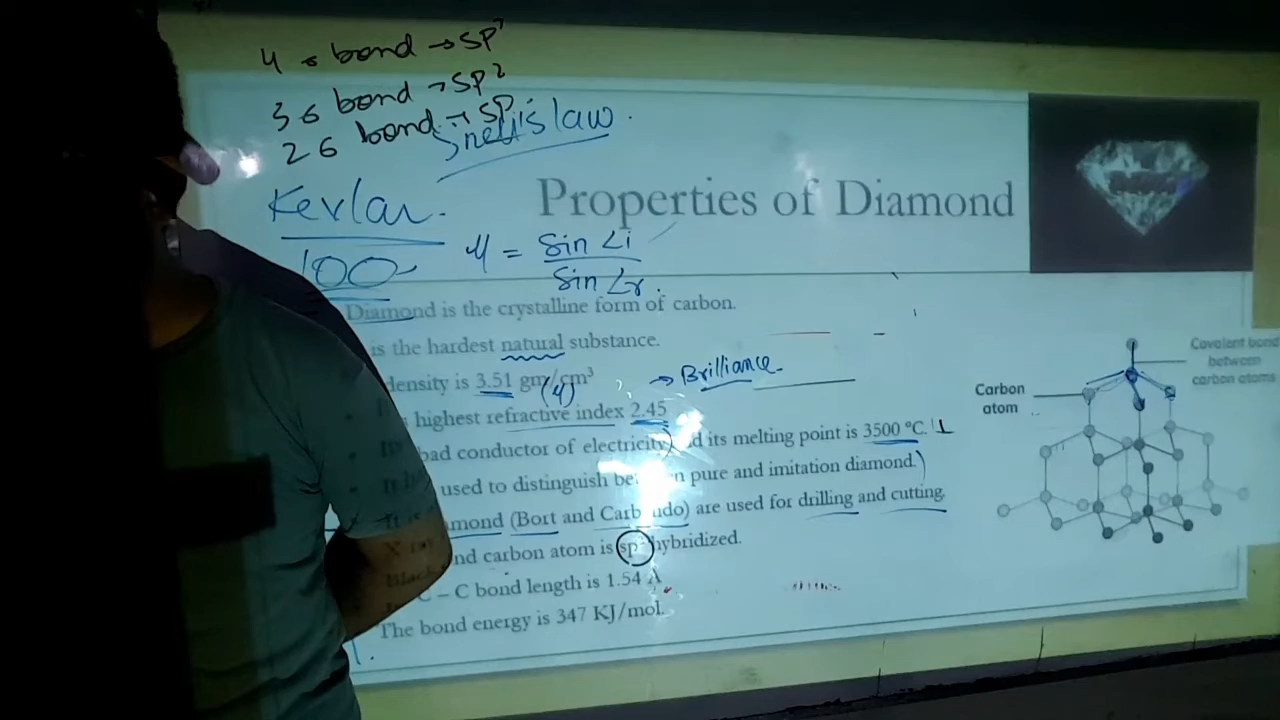 4 σ bond → sp³
3 σ bond → sp²
2 σ bond → sp
Snell's law.
Kevlar.
100
Properties of Diamond
μ = Sin ∠i
Sin ∠r.
Diamond is the crystalline form of carbon.
is the hardest natural substance.
density is 3.51 gm/cm³
(μ)
→ Brilliance
highest refractive index 2.45
bad conductor of electricity and its melting point is 3500 °C.
used to distinguish between pure and imitation diamond.
(Bort and are used for drilling and cutting.
X ray
Black
carbon atom is sp³ hybridized.
C – C bond length is 1.54 Å
The bond energy is 347 KJ/mol.
Carbon
atom
Covalent bond
between
carbon atoms